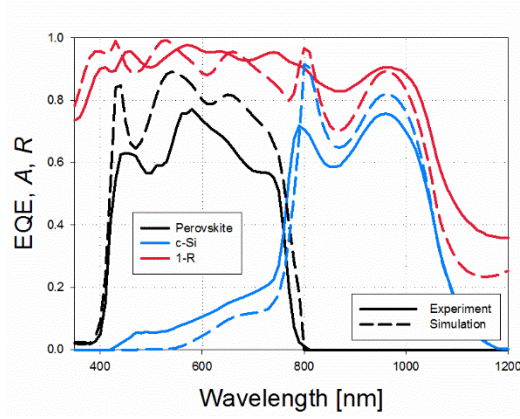 1.0
0.8
0.6
0.4
0.2
0.0
EQE, A, R
Perovskite
c-Si
1-R
Experiment
Simulation
400
600
800
1000
1200
Wavelength [nm]